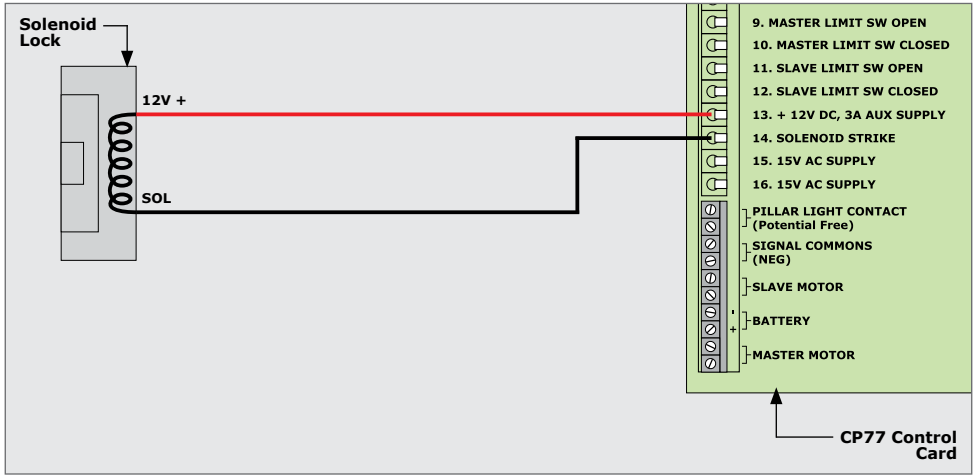 Solenoid
Lock
12V +
SOL
9. MASTER LIMIT SW OPEN
10. MASTER LIMIT SW CLOSED
11. SLAVE LIMIT SW OPEN
12. SLAVE LIMIT SW CLOSED
13. + 12V DC, 3A AUX SUPPLY
14. SOLENOID STRIKE
15. 15V AC SUPPLY
16. 15V AC SUPPLY
PILLAR LIGHT CONTACT
(Potential Free)
SIGNAL COMMONS
(NEG)
SLAVE MOTOR
-
BATTERY
+
MASTER MOTOR
CP77 Control
Card